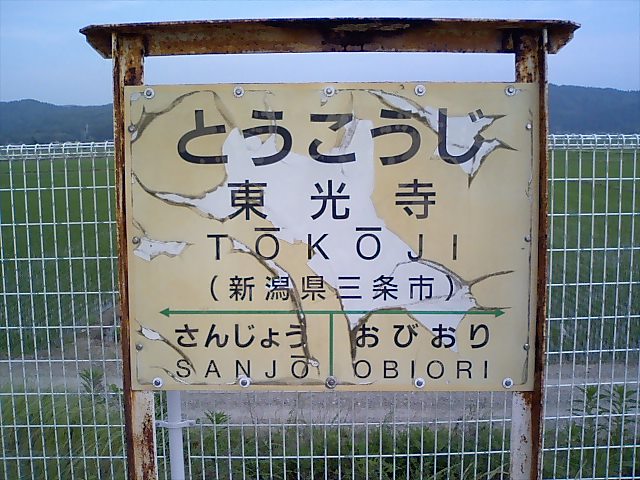 とうこうじ
東光寺
TŌKŌJI
(新潟県三条市)
さんじょう おびおり
SANJŌ OBIORI